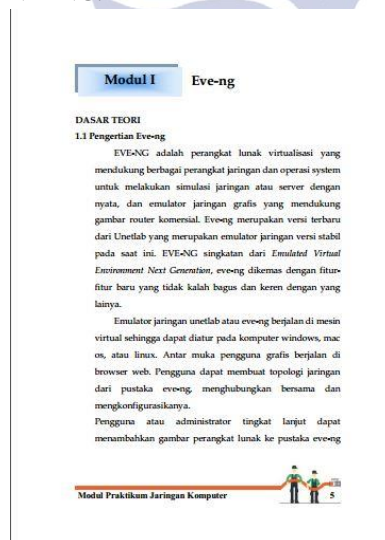 Modul I
Eve-ng
DASAR TEORI
1.1 Pengertian Eve-ng
EVE-NG adalah perangkat lunak virtualisasi yang
mendukung berbagai perangkat jaringan dan operasi system
untuk melakukan simulasi jaringan atau server dengan
nyata, dan emulator jaringan grafis yang mendukung
gambar router komersial. Eve-ng merupakan versi terbaru
dari Unetlab yang merupakan emulator jaringan versi stabil
pada saat ini. EVE-NG singkatan dari Emulated Virtual
Environment Next Generation, eve-ng dikemas dengan fitur-
fitur baru yang tidak kalah bagus dan keren dengan yang
lainya.
Emulator jaringan unetlab atau eve-ng berjalan di mesin
virtual sehingga dapat diatur pada komputer windows, mac
os, atau linux. Antar muka pengguna grafis berjalan di
browser web. Pengguna dapat membuat topologi jaringan
dari pustaka eve-ng, menghubungkan bersama dan
mengkonfigurasikanya.
Pengguna atau administrator tingkat lanjut dapat
menambahkan gambar perangkat lunak ke pustaka eve-ng
Modul Praktikum Jaringan Komputer
5